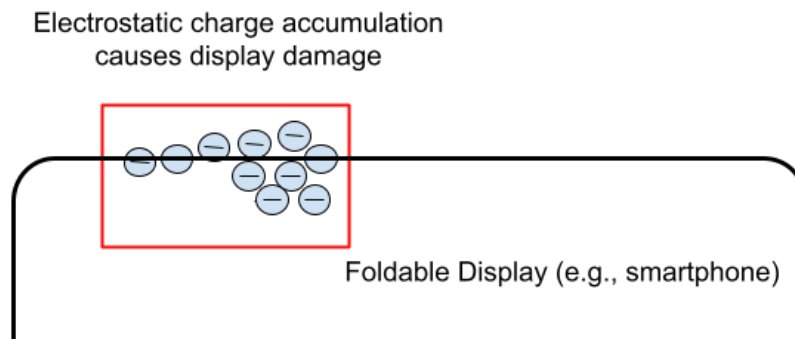 Electrostatic charge accumulation
causes display damage
Foldable Display (e.g., smartphone)